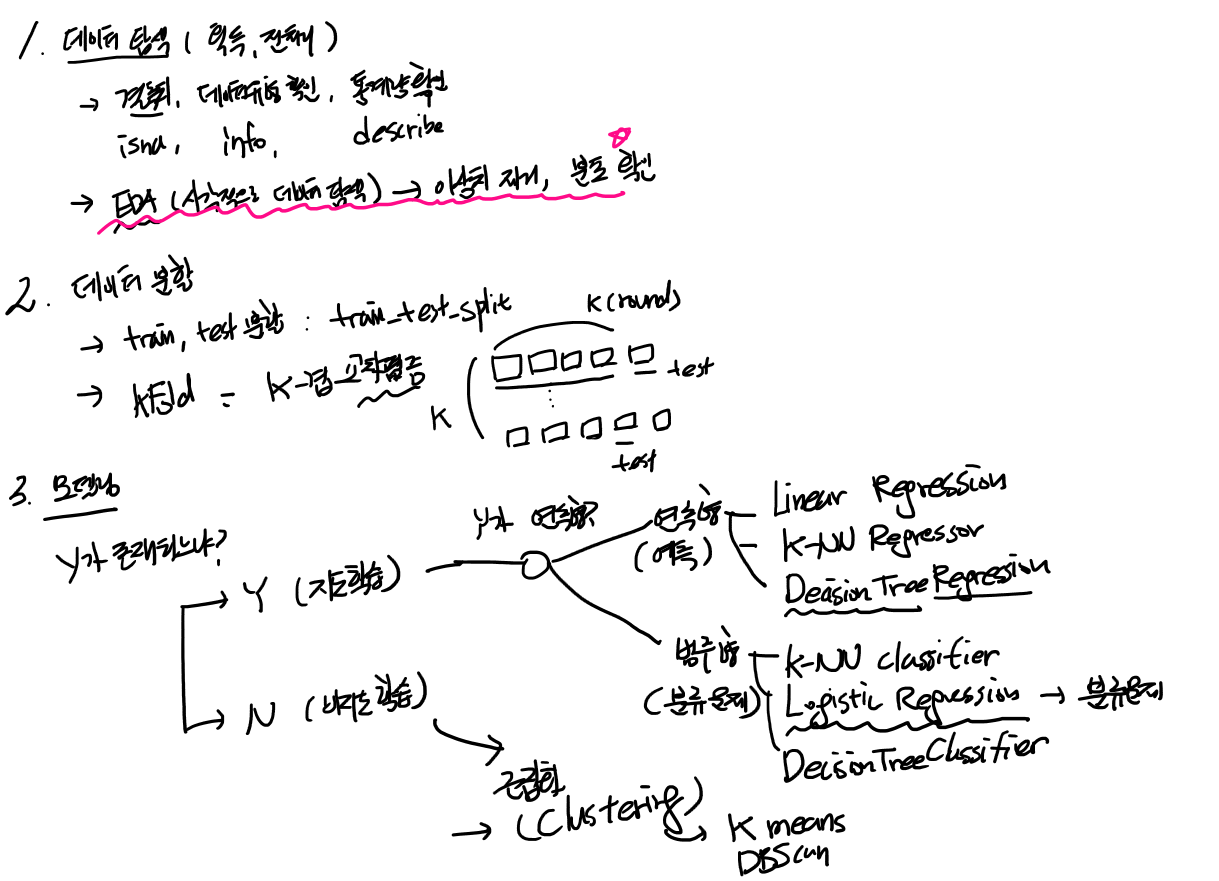 1. 데이터 탐색 ( 획득, 전처리 )
→ 결측치, 데이터유형 확인, 통계량 확인
isna, info, describe
→ EDA (시각적으로 데이터 탐색) → 이상치 처리, 분포 확인
2. 데이터 분할
→ train, test 분할 : train_test_split
→ KFold = K-겹 교차검증
K(round)
test
K
test
3. 모델링
Y가 존재하느냐?
→ Y (지도학습)
Y가 연속형?
연속형
(예측)
Linear Regression
K-NN Regressor
DecisionTree Regression
범주형
(분류문제)
K-NN classifier
Logistic Regression → 분류문제
DecisionTree Classifier
→ N (비지도학습)
군집화
→ (Clustering)
→ K means
DBScan